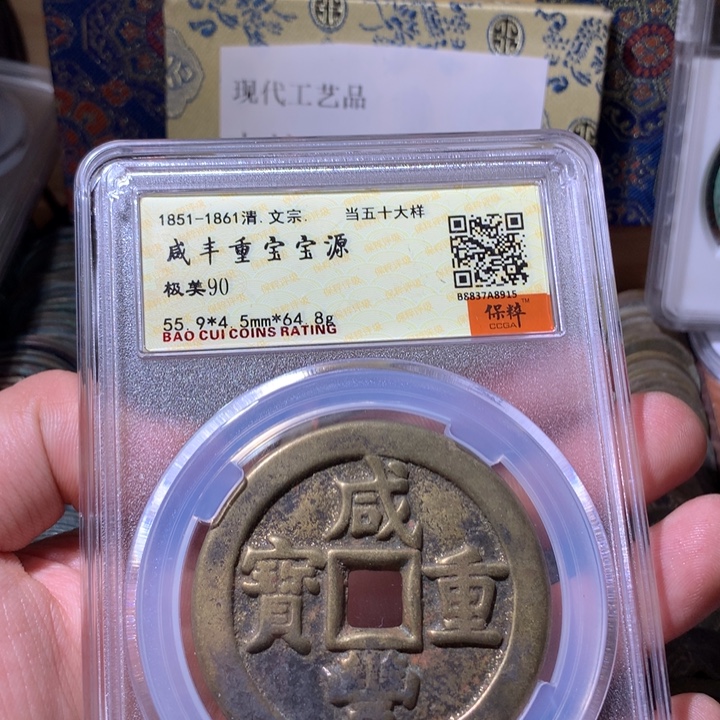 现代工艺品
1851-1861清.文宗. 当五十大样
咸丰重宝宝源
极美90
55.9*4.5mm*64.8g
BAO CUI COINS RATING
B8837A8915
保粹™
CCGA
咸
寶 重